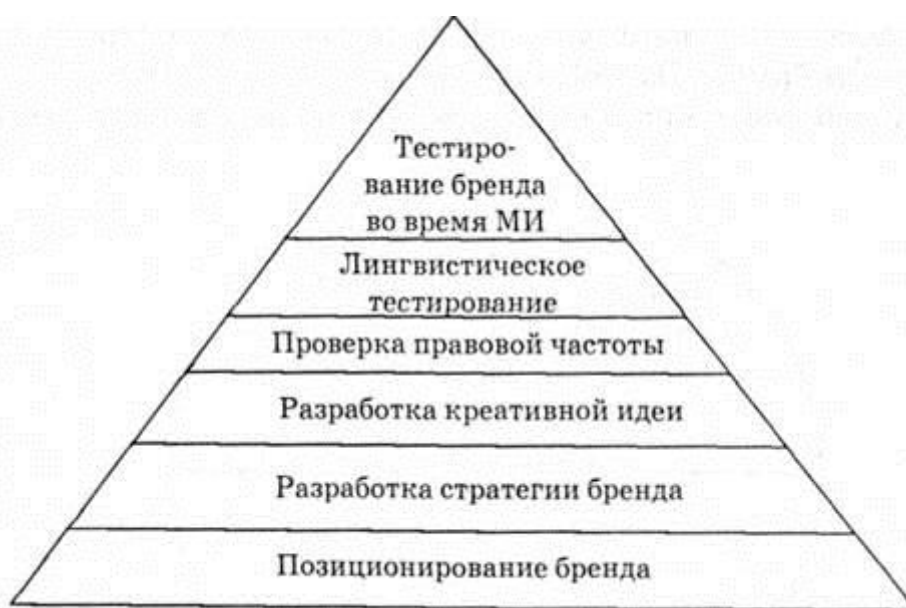 Тестиро-
вание бренда
во время МИ
Лингвистическое
тестирование
Проверка правовой частоты
Разработка креативной идеи
Разработка стратегии бренда
Позиционирование бренда